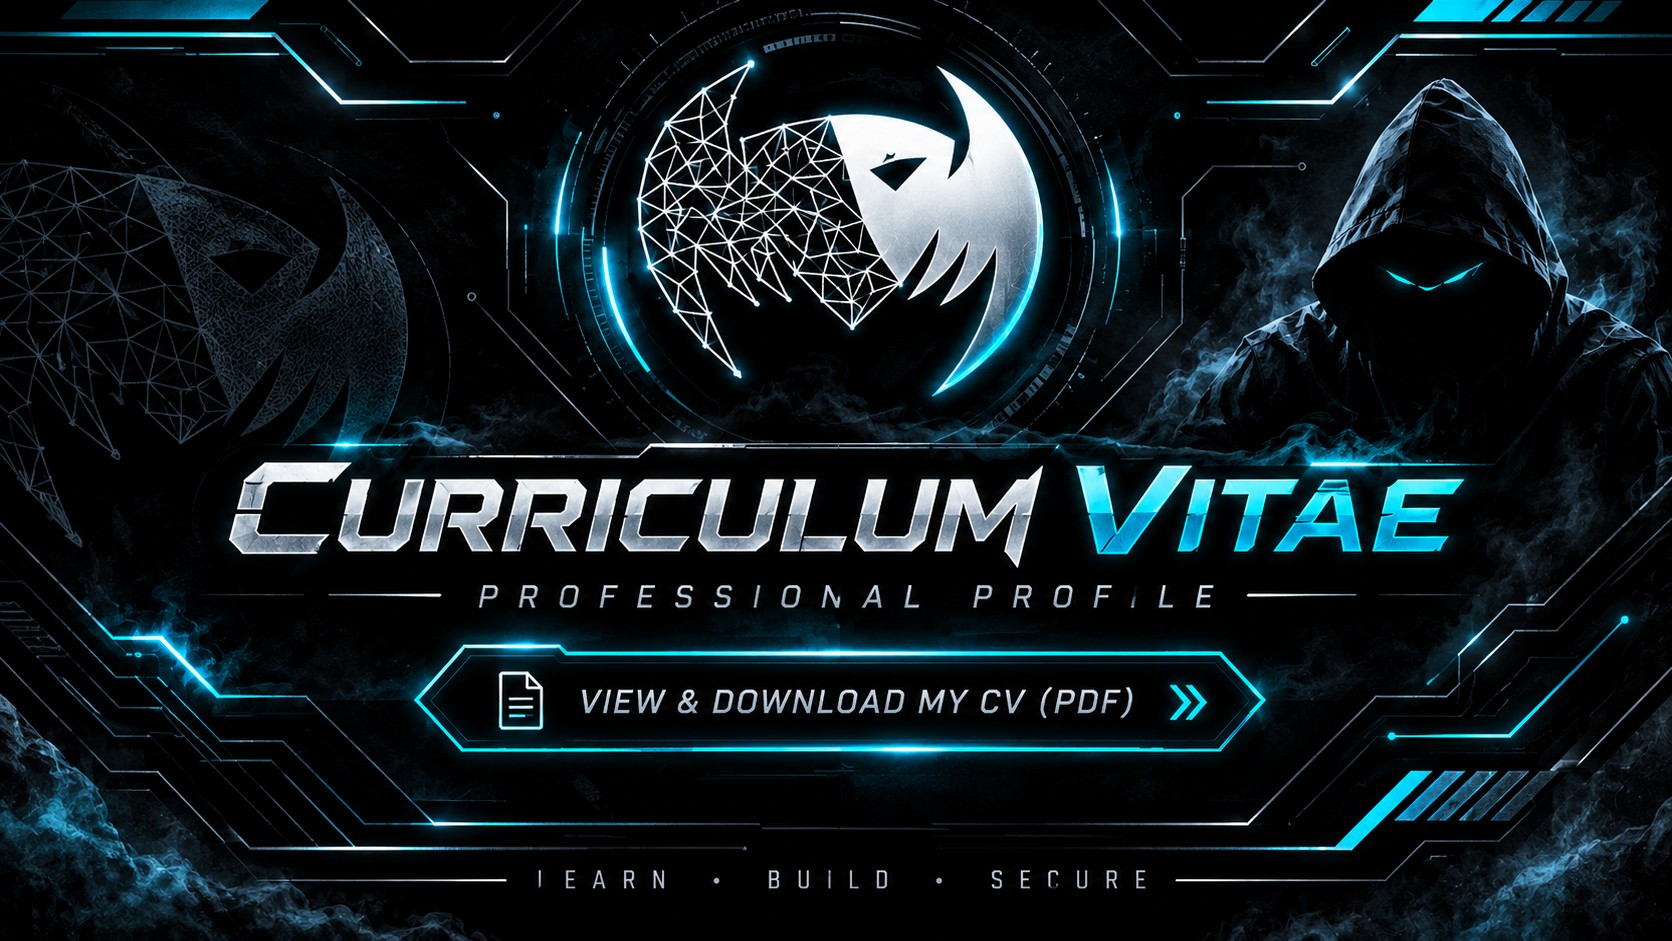 CURRICULUM VITAE
PROFESSIONAL PROFILE
VIEW & DOWNLOAD MY CV (PDF)
LEARN • BUILD • SECURE